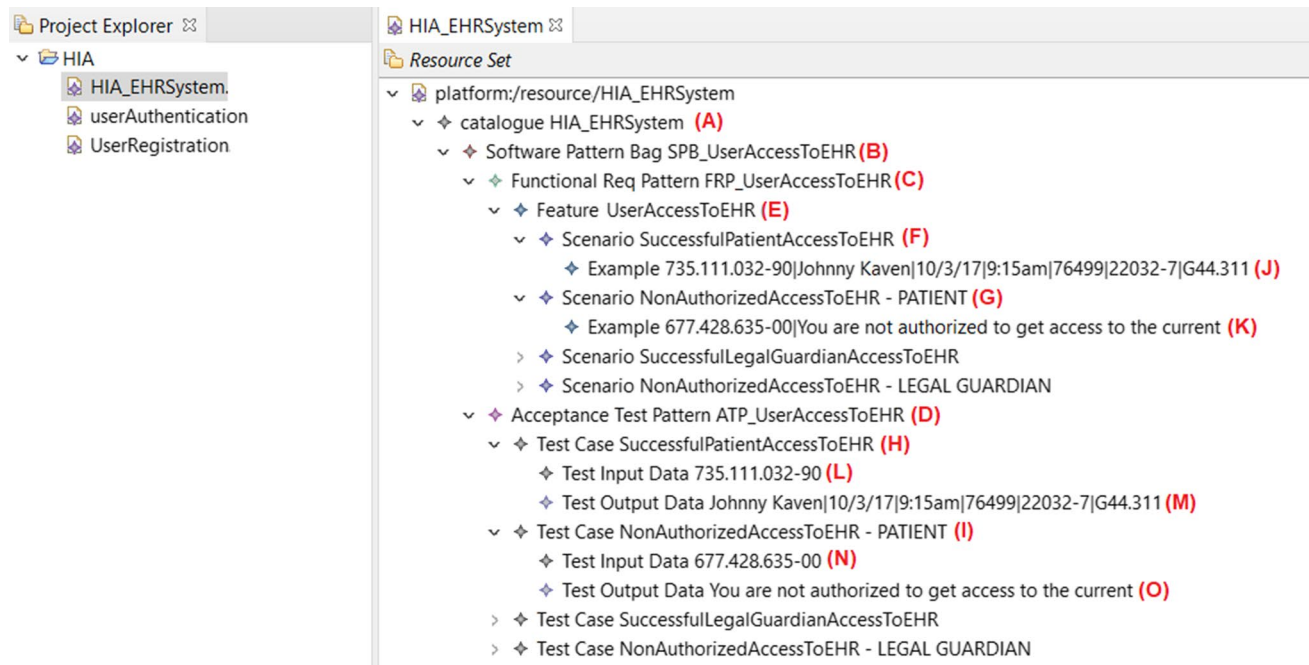 Project Explorer
HIA
HIA_EHRSystem.
userAuthentication
UserRegistration
HIA_EHRSystem
Resource Set
platform:/resource/HIA_EHRSystem
catalogue HIA_EHRSystem (A)
Software Pattern Bag SPB_UserAccessToEHR (B)
Functional Req Pattern FRP_UserAccessToEHR (C)
Feature UserAccessToEHR (E)
Scenario SuccessfulPatientAccessToEHR (F)
Example 735.111.032-90|Johnny Kaven|10/3/17|9:15am|76499|22032-7|G44.311 (J)
Scenario NonAuthorizedAccessToEHR - PATIENT (G)
Example 677.428.635-00|You are not authorized to get access to the current (K)
Scenario SuccessfulLegalGuardianAccessToEHR
Scenario NonAuthorizedAccessToEHR - LEGAL GUARDIAN
Acceptance Test Pattern ATP_UserAccessToEHR (D)
Test Case SuccessfulPatientAccessToEHR (H)
Test Input Data 735.111.032-90 (L)
Test Output Data Johnny Kaven|10/3/17|9:15am|76499|22032-7|G44.311 (M)
Test Case NonAuthorizedAccessToEHR - PATIENT (I)
Test Input Data 677.428.635-00 (N)
Test Output Data You are not authorized to get access to the current (O)
Test Case SuccessfulLegalGuardianAccessToEHR
Test Case NonAuthorizedAccessToEHR - LEGAL GUARDIAN